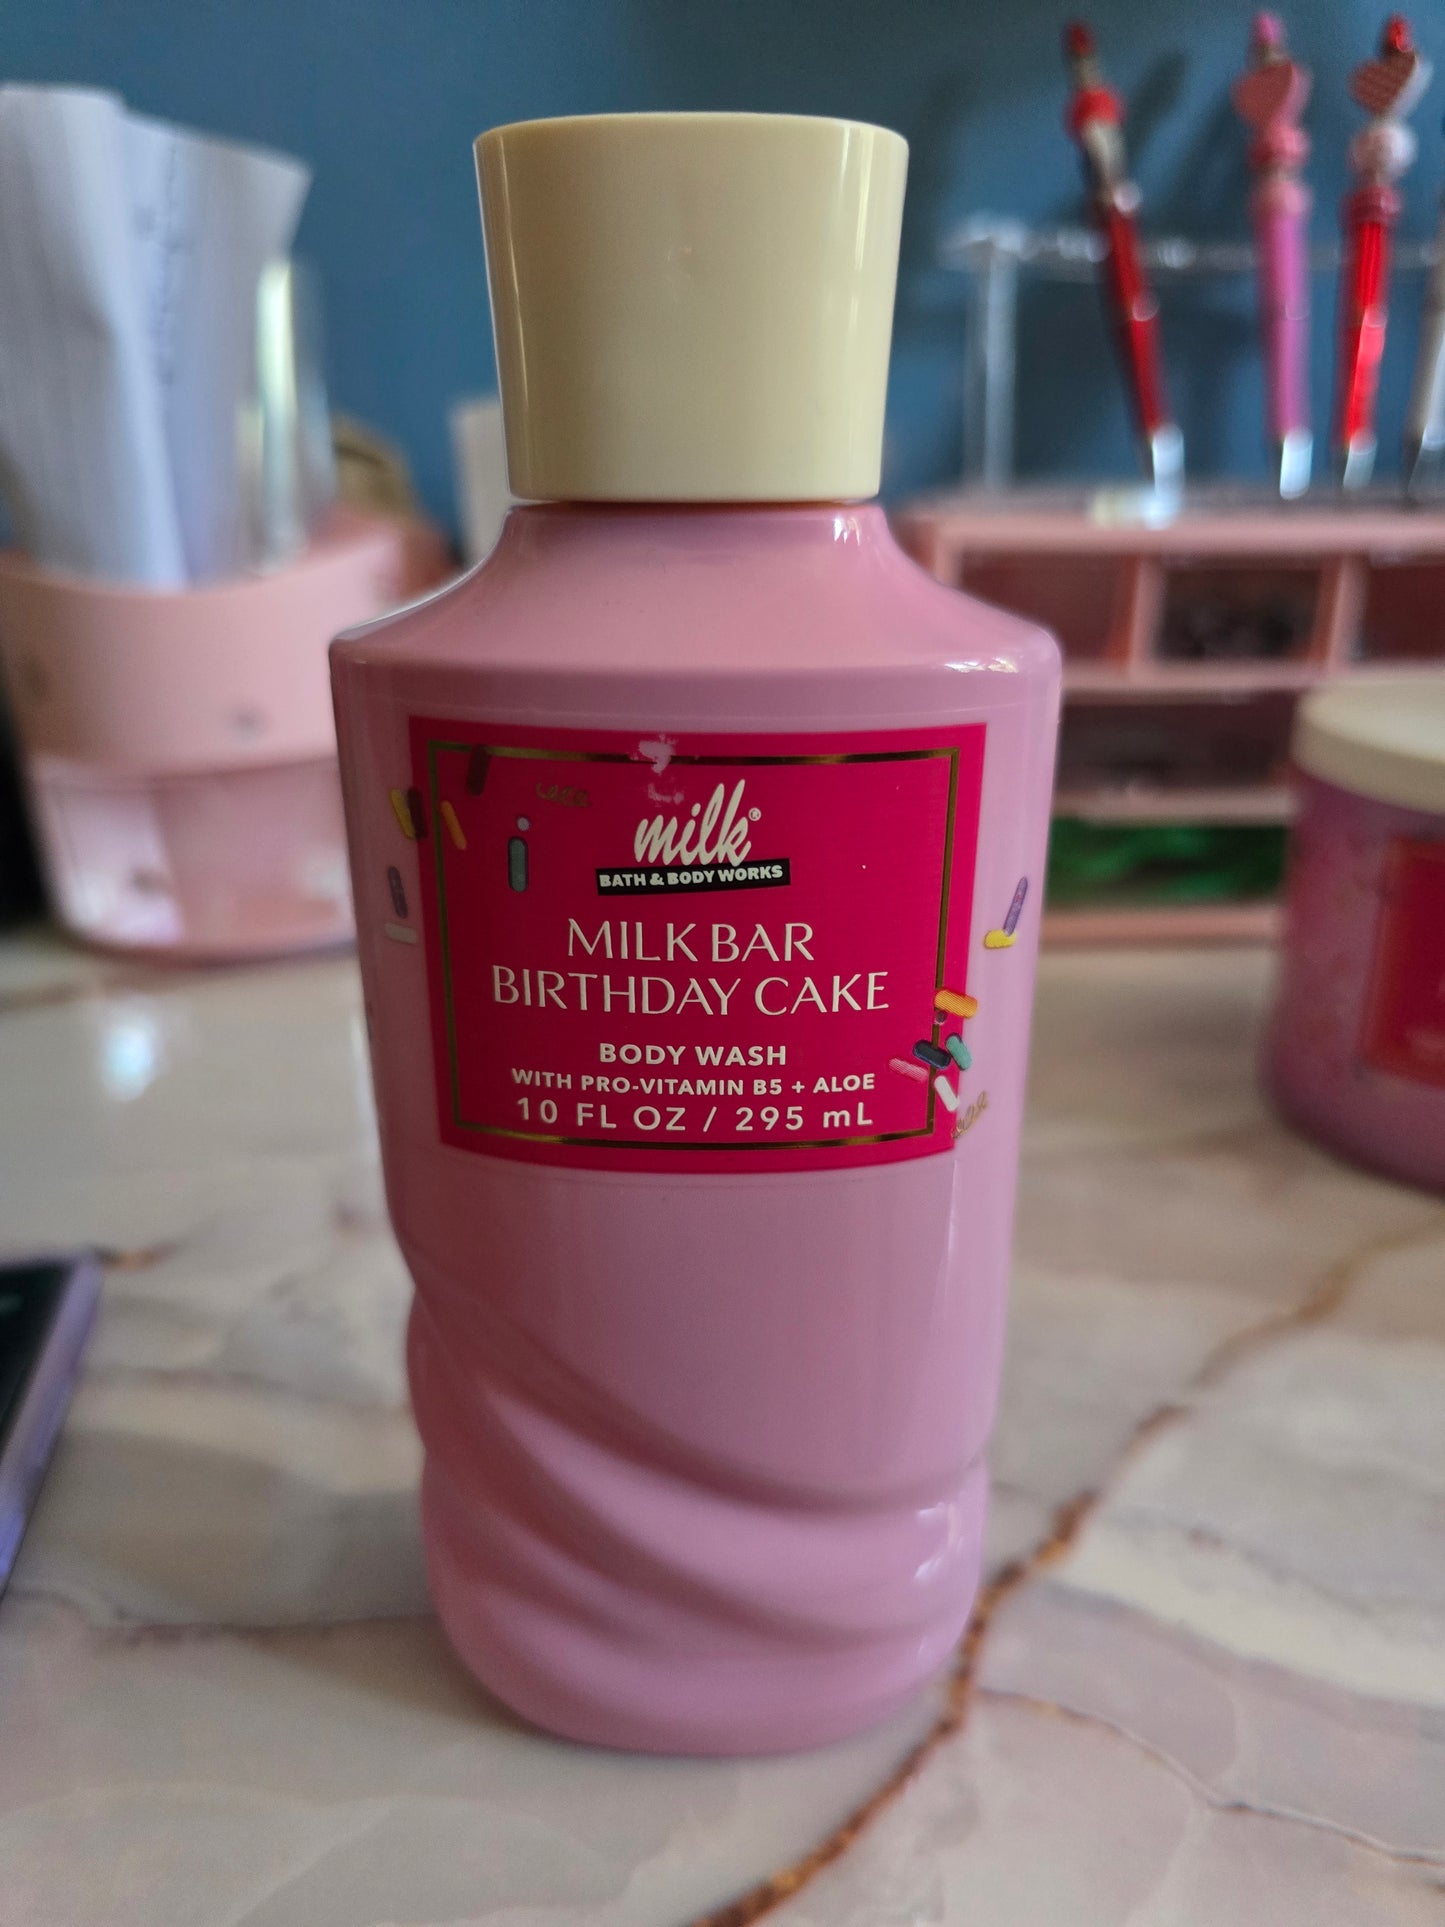 milk®
BATH & BODY WORKS
MILK BAR
BIRTHDAY CAKE
BODY WASH
WITH PRO-VITAMIN B5 + ALOE
10 FL OZ / 295 mL